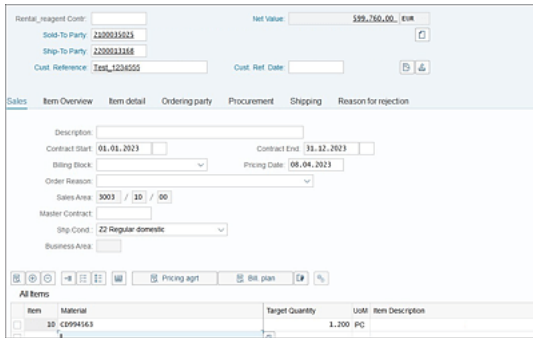 Rental_reagent Contr:
Net Value: 599.760,00 EUR
Sold-To Party: 2100035025
Ship-To Party: 2200013168
Cust. Reference: Test_1234555 Cust. Ref. Date:
Sales Item Overview Item detail Ordering party Procurement Shipping Reason for rejection
Description:
Contract Start: 01.01.2023 Contract End: 31.12.2023
Billing Block: Pricing Date: 08.04.2023
Order Reason:
Sales Area: 3003 / 10 / 00
Master Contract:
Shp.Cond.: Z2 Regular domestic
Business Area:
Pricing agrt Bill. plan
All Items
Item Material Target Quantity UoM Item Description
10 CD994563 1.200 PC